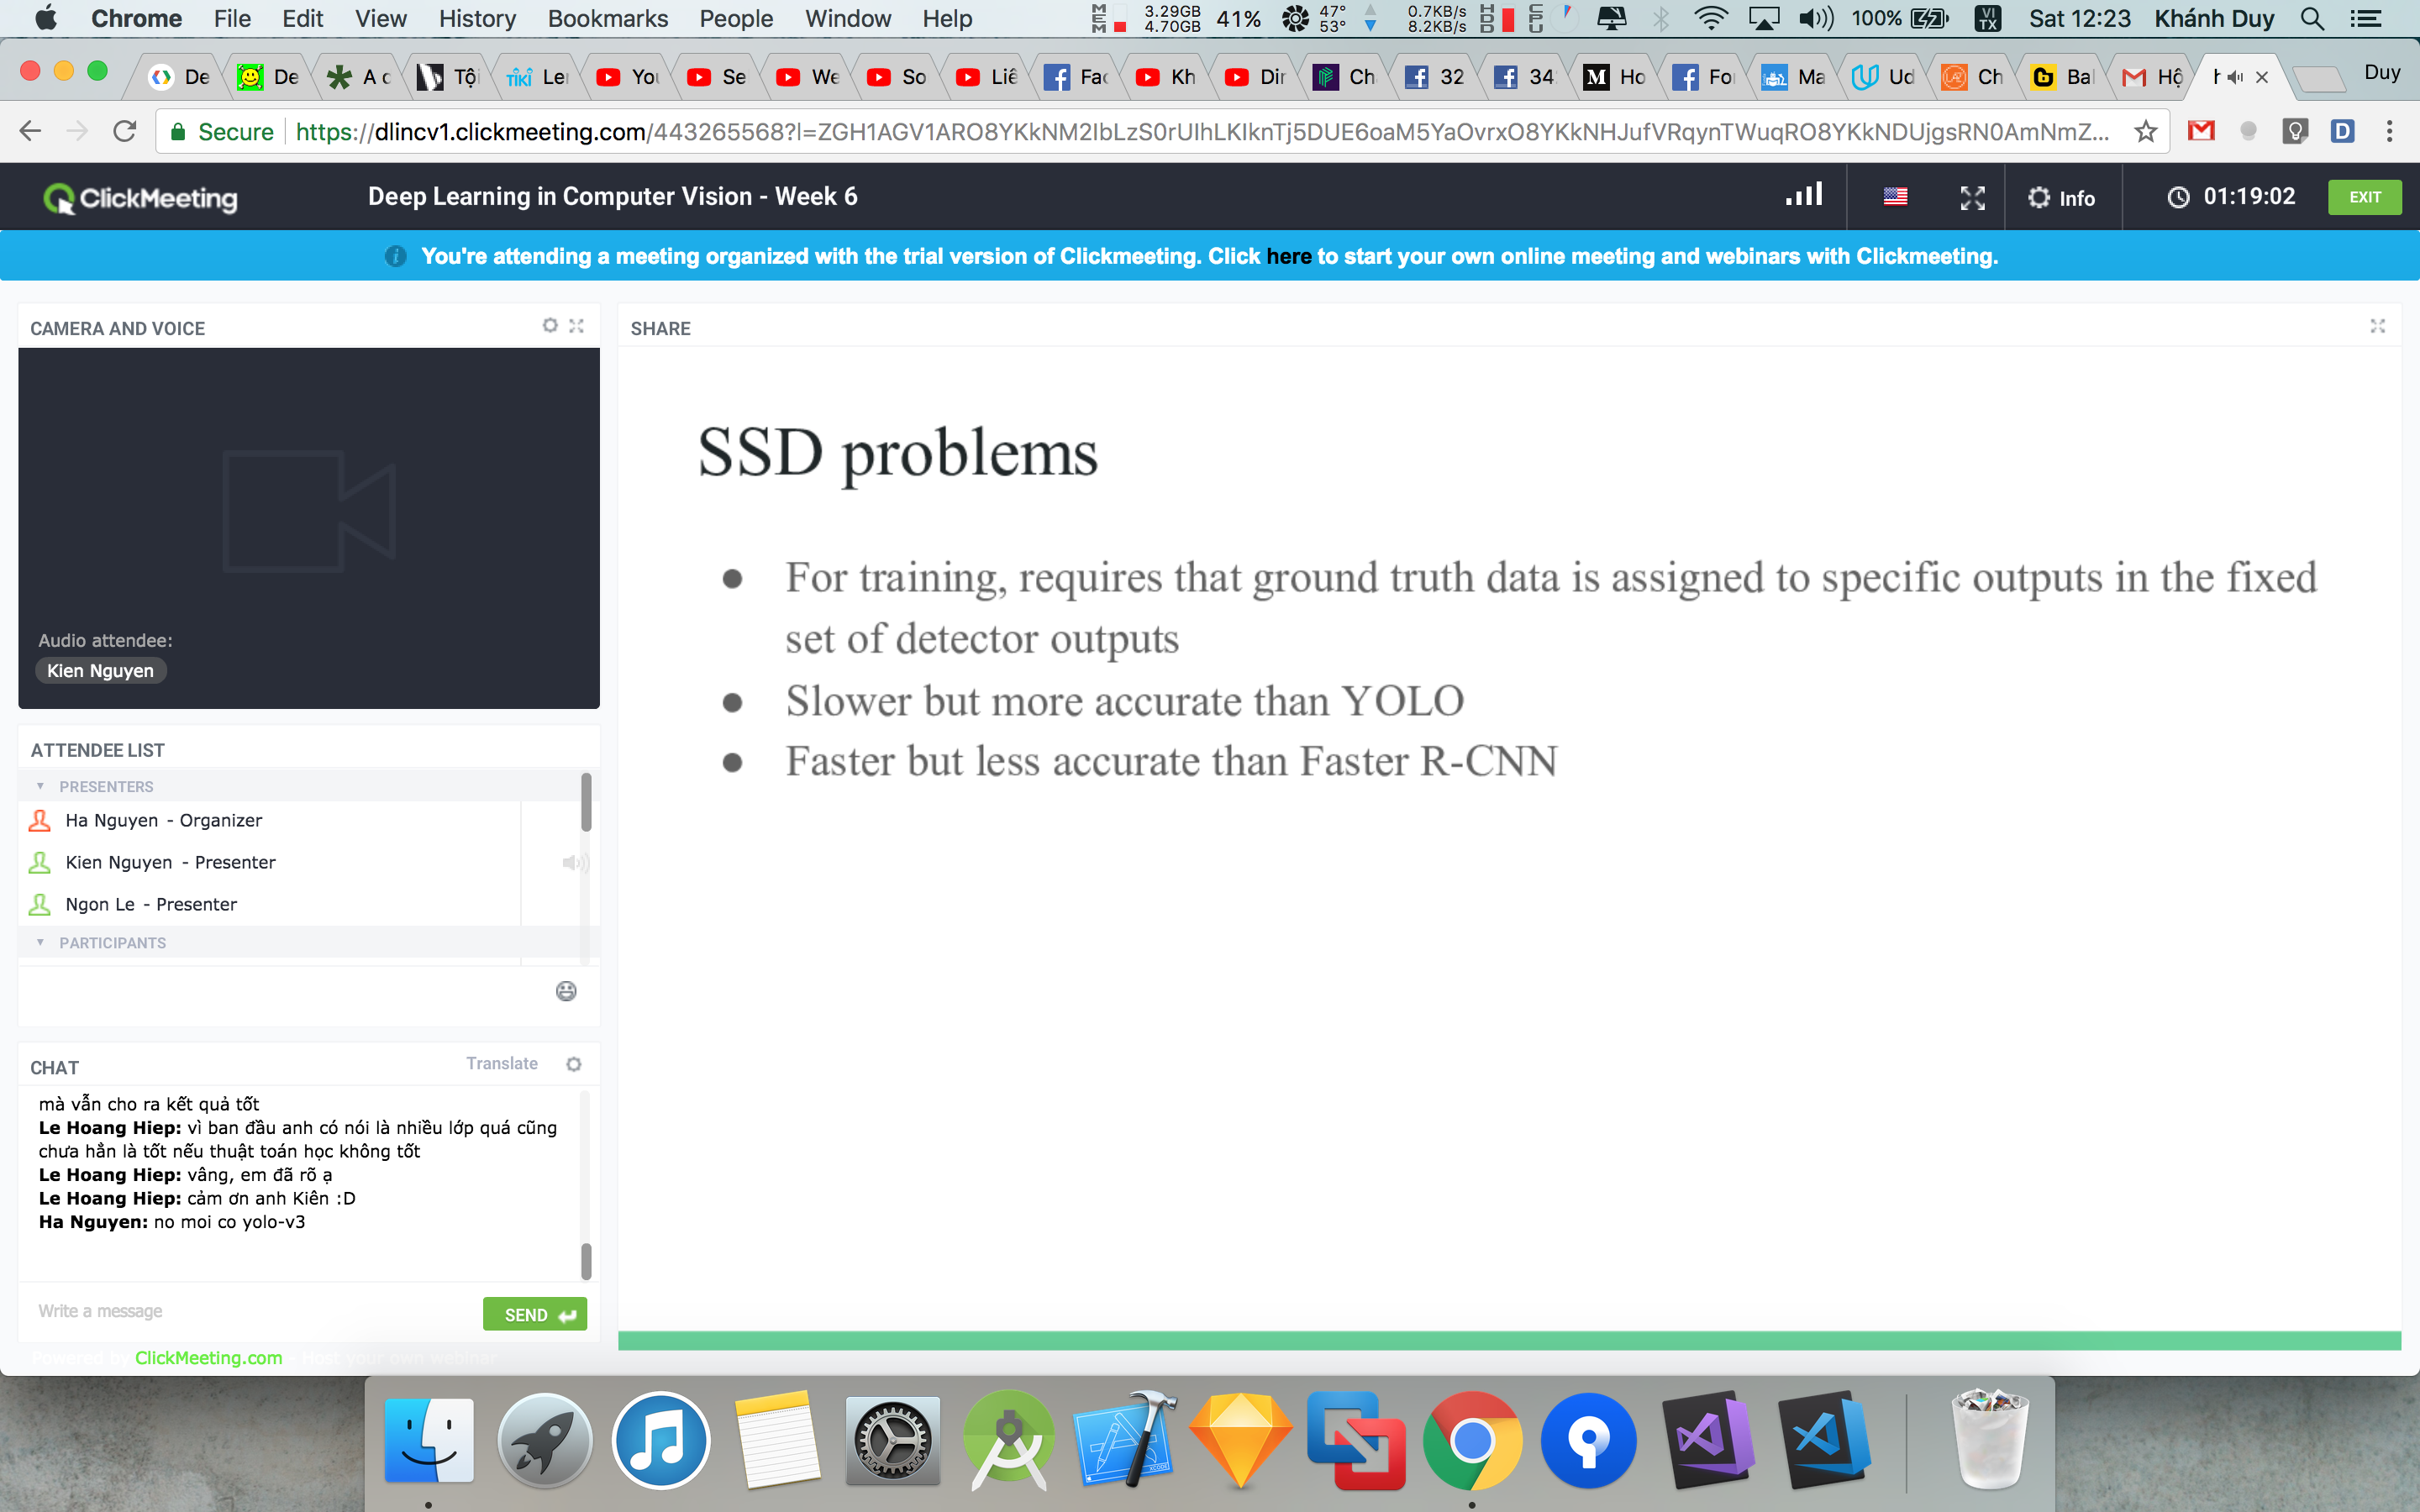 Chrome File Edit View History Bookmarks People Window Help MEM 3.29GB 4.70GB 41% 47° 53° 0.7KB/s 8.2KB/s HDD CPU 100% VI TX Sat 12:23 Khánh Duy
De De A c Tội TIKI Ler You Se We So Liê Fac Kh Dir Ch 32 34 M Ho For Ma Ud Ch Bal Hộ h Duy
Secure https://dlincv1.clickmeeting.com/443265568?l=ZGH1AGV1ARO8YKkNM2IbLzS0rUIhLKIknTj5DUE6oaM5YaOvrxO8YKkNHJufVRqynTWuqRO8YKkNDUjgsRN0AmNmZ... D
ClickMeeting Deep Learning in Computer Vision - Week 6 Info 01:19:02 EXIT
You're attending a meeting organized with the trial version of Clickmeeting. Click here to start your own online meeting and webinars with Clickmeeting.
CAMERA AND VOICE
Audio attendee:
Kien Nguyen
ATTENDEE LIST
PRESENTERS
Ha Nguyen - Organizer
Kien Nguyen - Presenter
Ngon Le - Presenter
PARTICIPANTS
CHAT Translate
mà vẫn cho ra kết quả tốt
Le Hoang Hiep: vì ban đầu anh có nói là nhiều lớp quá cũng
chưa hẳn là tốt nếu thuật toán học không tốt
Le Hoang Hiep: vâng, em đã rõ ạ
Le Hoang Hiep: cảm ơn anh Kiên :D
Ha Nguyen: no moi co yolo-v3
Write a message SEND
Powered by ClickMeeting.com - Host your own webinar
SHARE
SSD problems
● For training, requires that ground truth data is assigned to specific outputs in the fixed
set of detector outputs
● Slower but more accurate than YOLO
● Faster but less accurate than Faster R-CNN